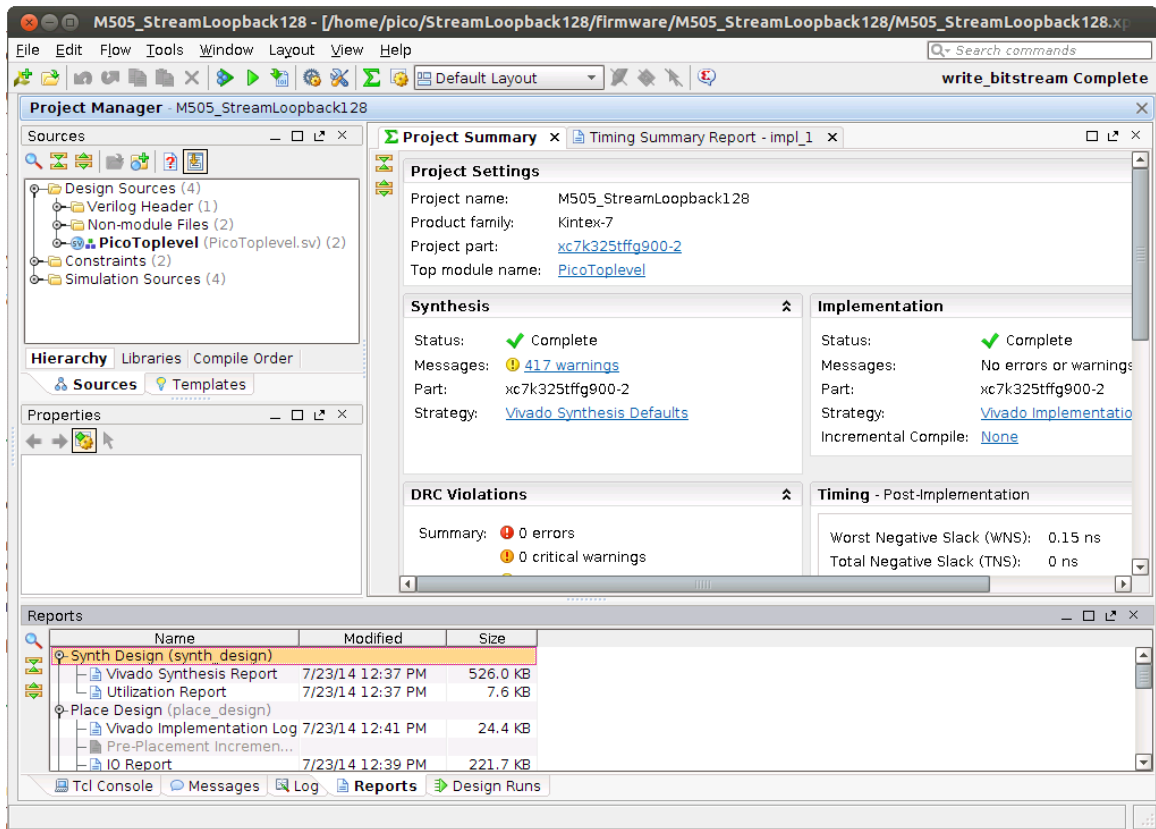 M505_StreamLoopback128 - [/home/pico/StreamLoopback128/firmware/M505_StreamLoopback128/M505_StreamLoopback128.xp
File Edit Flow Tools Window Layout View Help
Search commands
Default Layout
write_bitstream Complete
Project Manager - M505_StreamLoopback128
Sources
Design Sources (4)
Verilog Header (1)
Non-module Files (2)
PicoToplevel (PicoToplevel.sv) (2)
Constraints (2)
Simulation Sources (4)
Hierarchy Libraries Compile Order
Sources Templates
Properties
Project Summary Timing Summary Report - impl_1
Project Settings
Project name: M505_StreamLoopback128
Product family: Kintex-7
Project part: xc7k325tffg900-2
Top module name: PicoToplevel
Synthesis
Status: Complete
Messages: 417 warnings
Part: xc7k325tffg900-2
Strategy: Vivado Synthesis Defaults
Implementation
Status: Complete
Messages: No errors or warnings
Part: xc7k325tffg900-2
Strategy: Vivado Implementatio
Incremental Compile: None
DRC Violations
Summary: 0 errors
0 critical warnings
Timing - Post-Implementation
Worst Negative Slack (WNS): 0.15 ns
Total Negative Slack (TNS): 0 ns
Reports
Name Modified Size
Synth Design (synth_design)
Vivado Synthesis Report 7/23/14 12:37 PM 526.0 KB
Utilization Report 7/23/14 12:37 PM 7.6 KB
Place Design (place_design)
Vivado Implementation Log 7/23/14 12:41 PM 24.4 KB
Pre-Placement Incremen...
IO Report 7/23/14 12:39 PM 221.7 KB
Tcl Console Messages Log Reports Design Runs